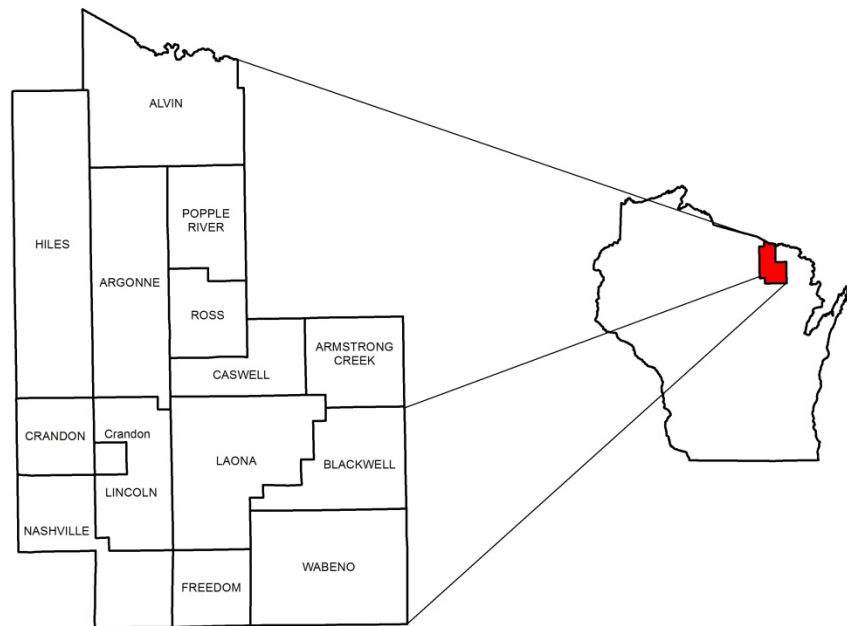 ALVIN
POPPLE
RIVER
HILES
ARGONNE
ROSS
ARMSTRONG
CREEK
CASWELL
CRANDON
Crandon
LAONA
BLACKWELL
LINCOLN
NASHVILLE
WABENO
FREEDOM